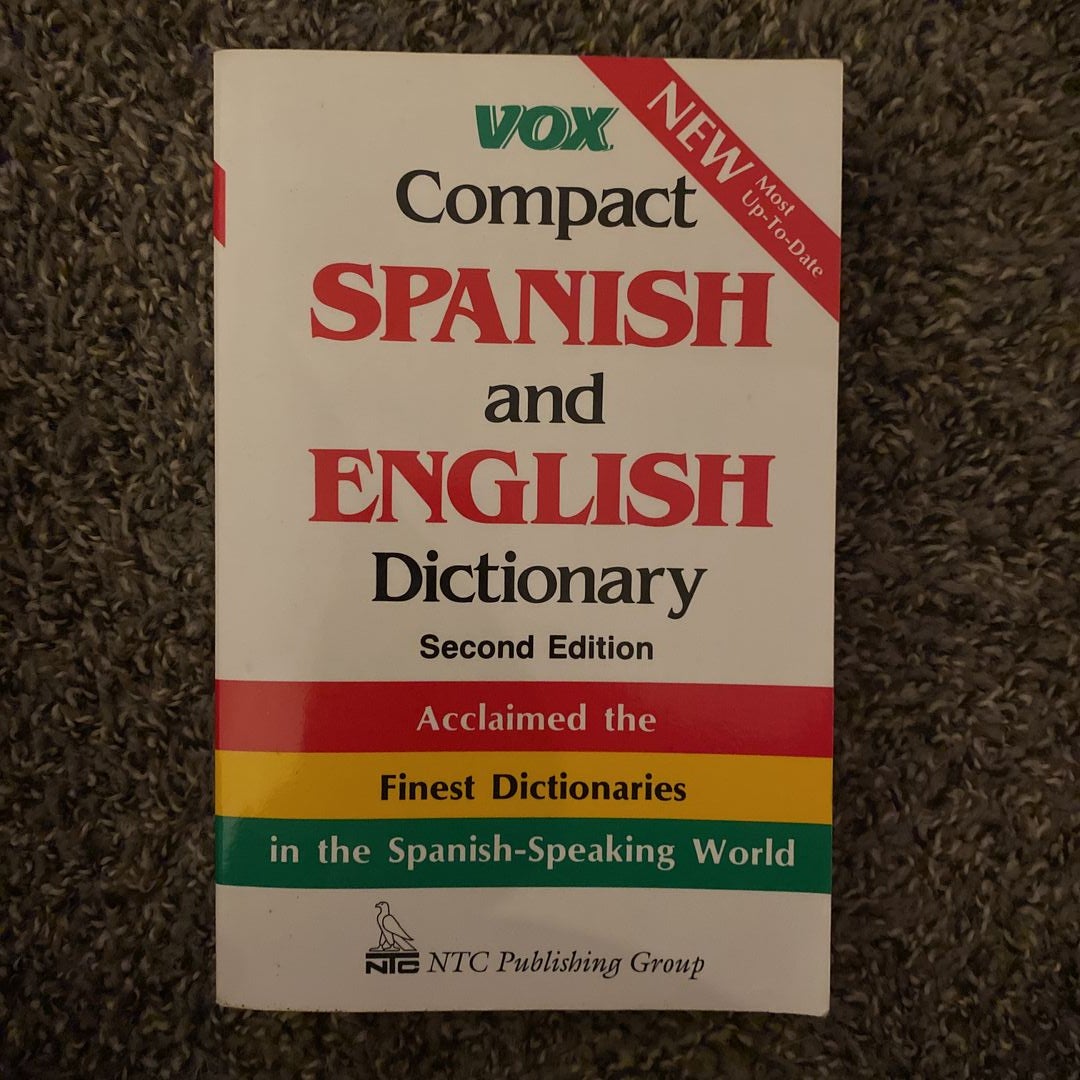 VOX
NEW
Most
Up-To-Date
Compact
SPANISH
and
ENGLISH
Dictionary
Second Edition
Acclaimed the
Finest Dictionaries
in the Spanish-Speaking World
NTC NTC Publishing Group